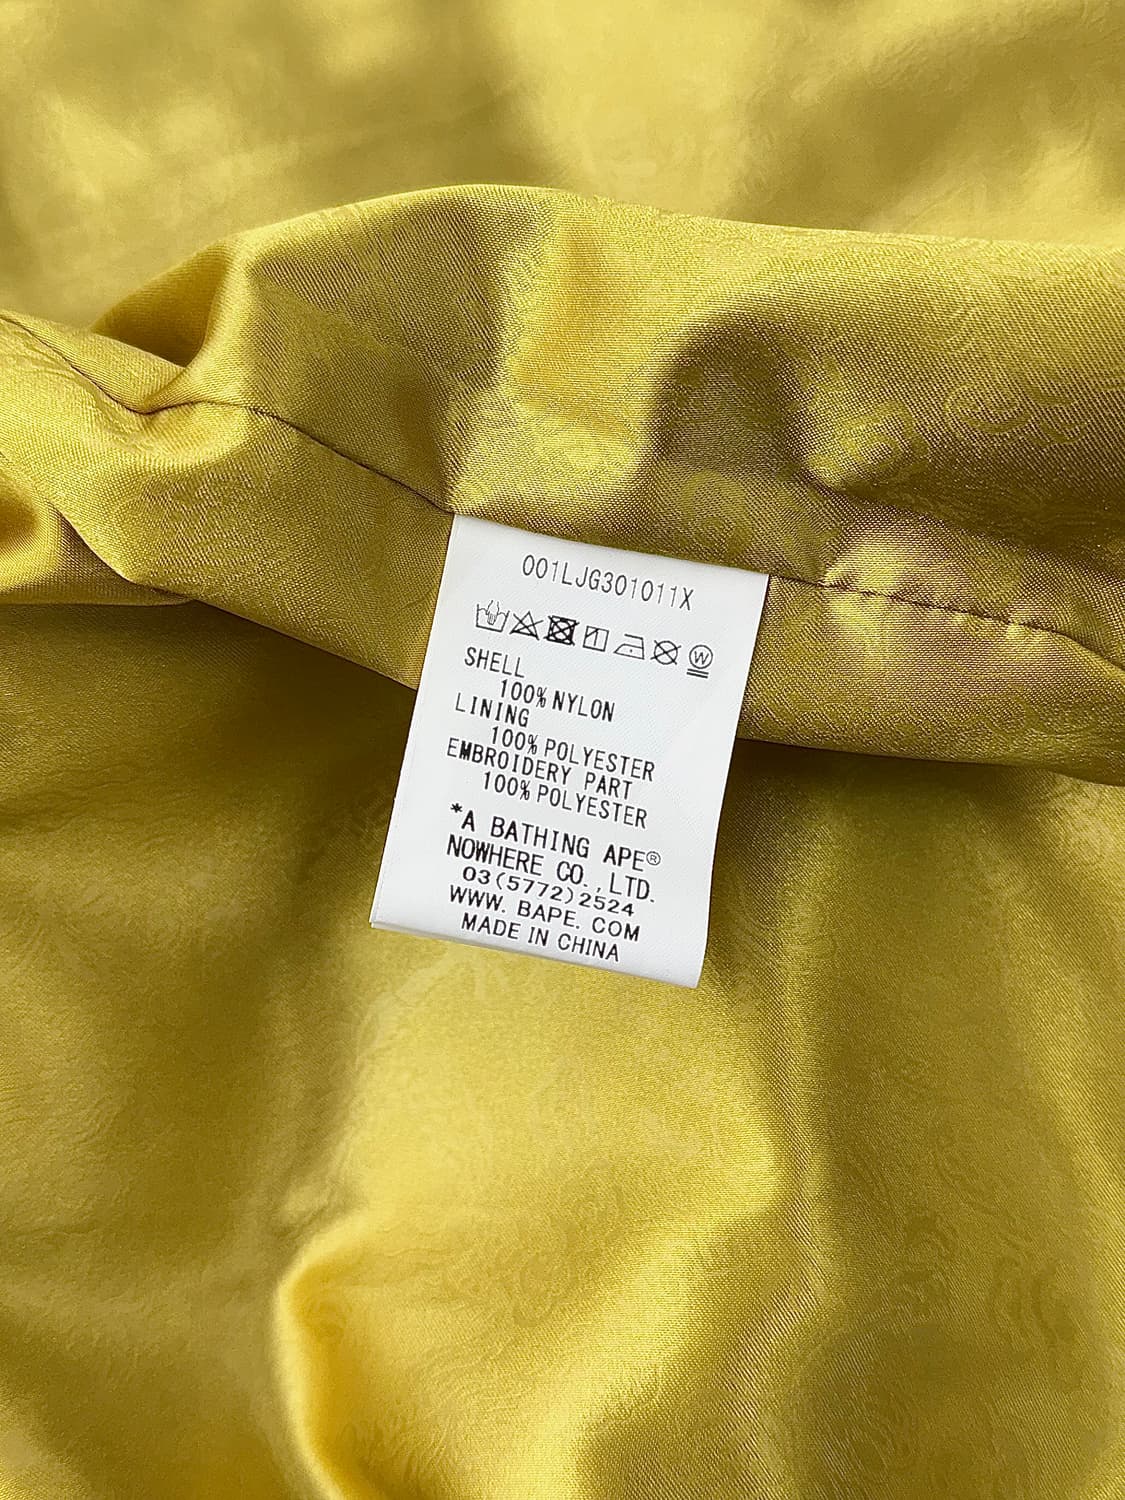 001LJG301011X
W
SHELL
100% NYLON
LINING
100% POLYESTER
EMBROIDERY PART
100% POLYESTER
*A BATHING APE®
NOWHERE CO.,LTD.
03(5772)2524
WWW. BAPE. COM
MADE IN CHINA